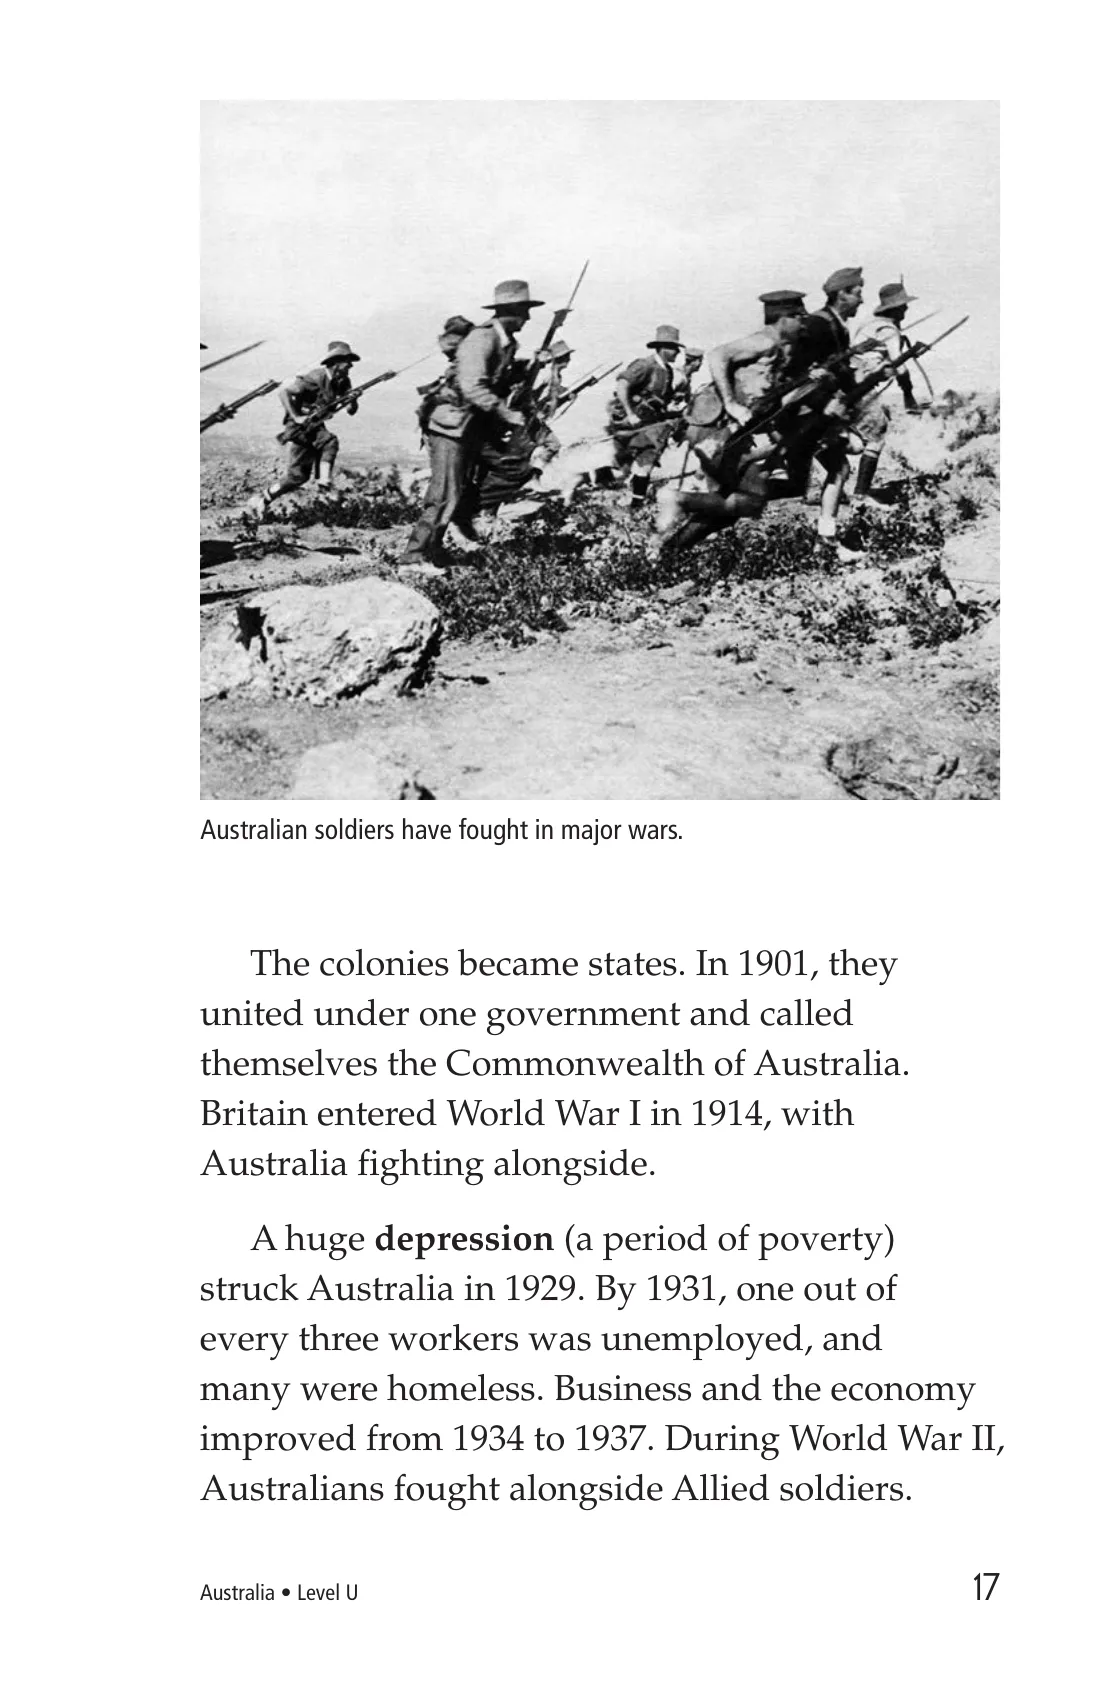 Australian soldiers have fought in major wars.
The colonies became states. In 1901, they
united under one government and called
themselves the Commonwealth of Australia.
Britain entered World War I in 1914, with
Australia fighting alongside.
A huge depression (a period of poverty)
struck Australia in 1929. By 1931, one out of
every three workers was unemployed, and
many were homeless. Business and the economy
improved from 1934 to 1937. During World War II,
Australians fought alongside Allied soldiers.
Australia • Level U 17